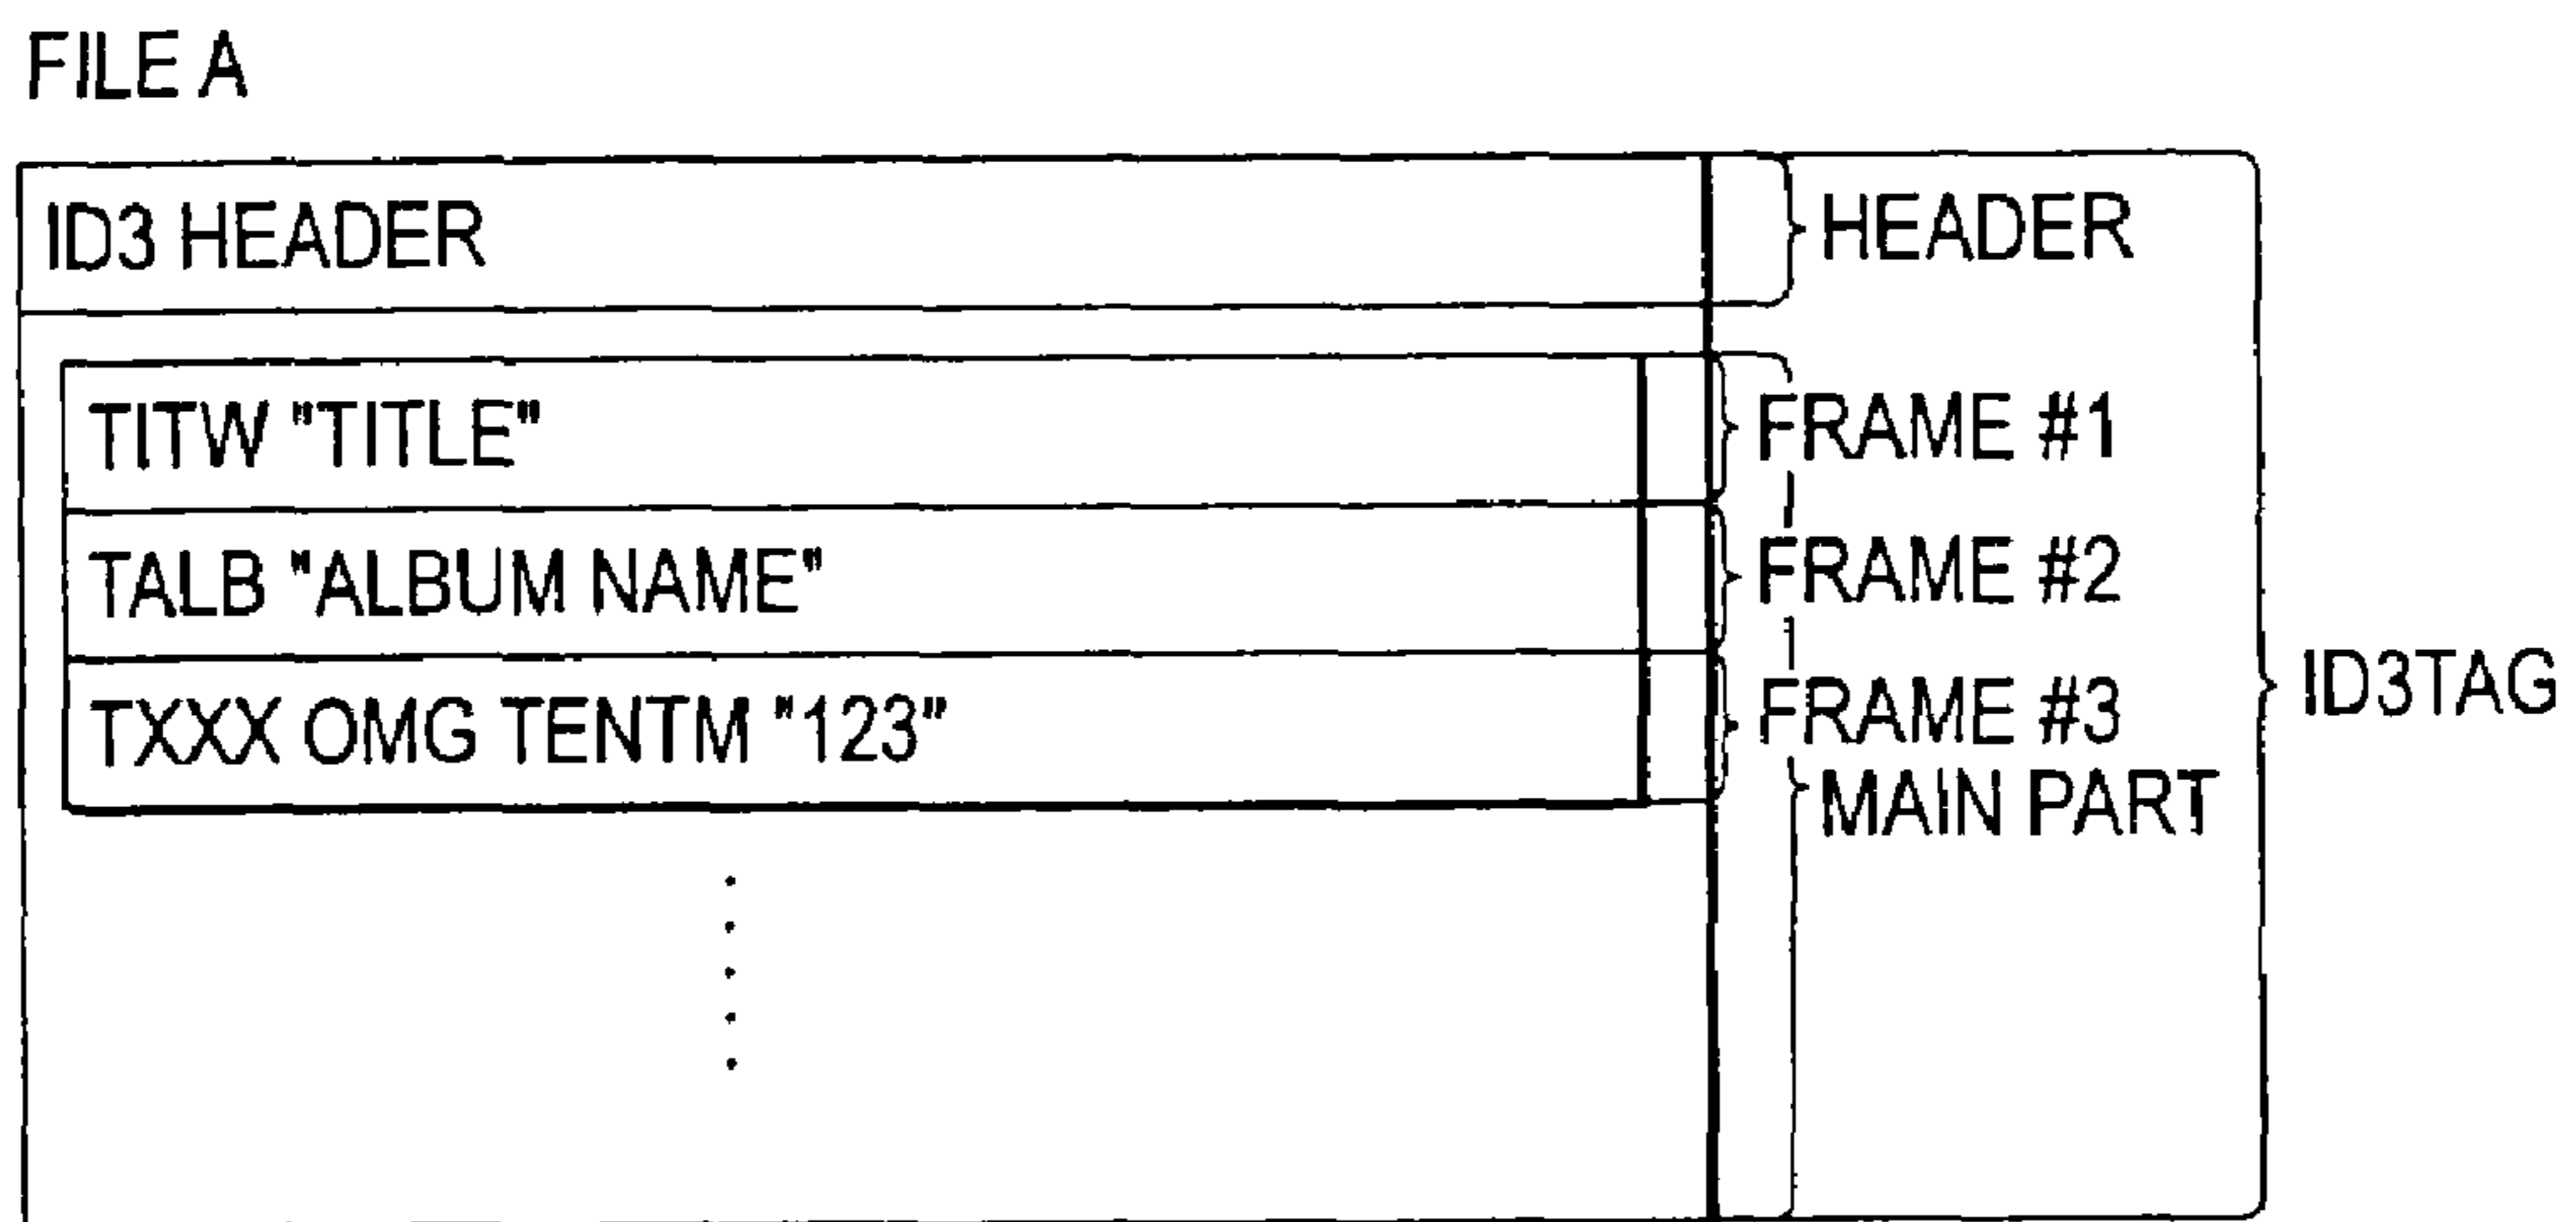 FILE A
ID3 HEADER
HEADER
TITW "TITLE"
FRAME #1
TALB "ALBUM NAME"
FRAME #2
TXXX OMG TENTM "123"
FRAME #3
MAIN PART
ID3TAG